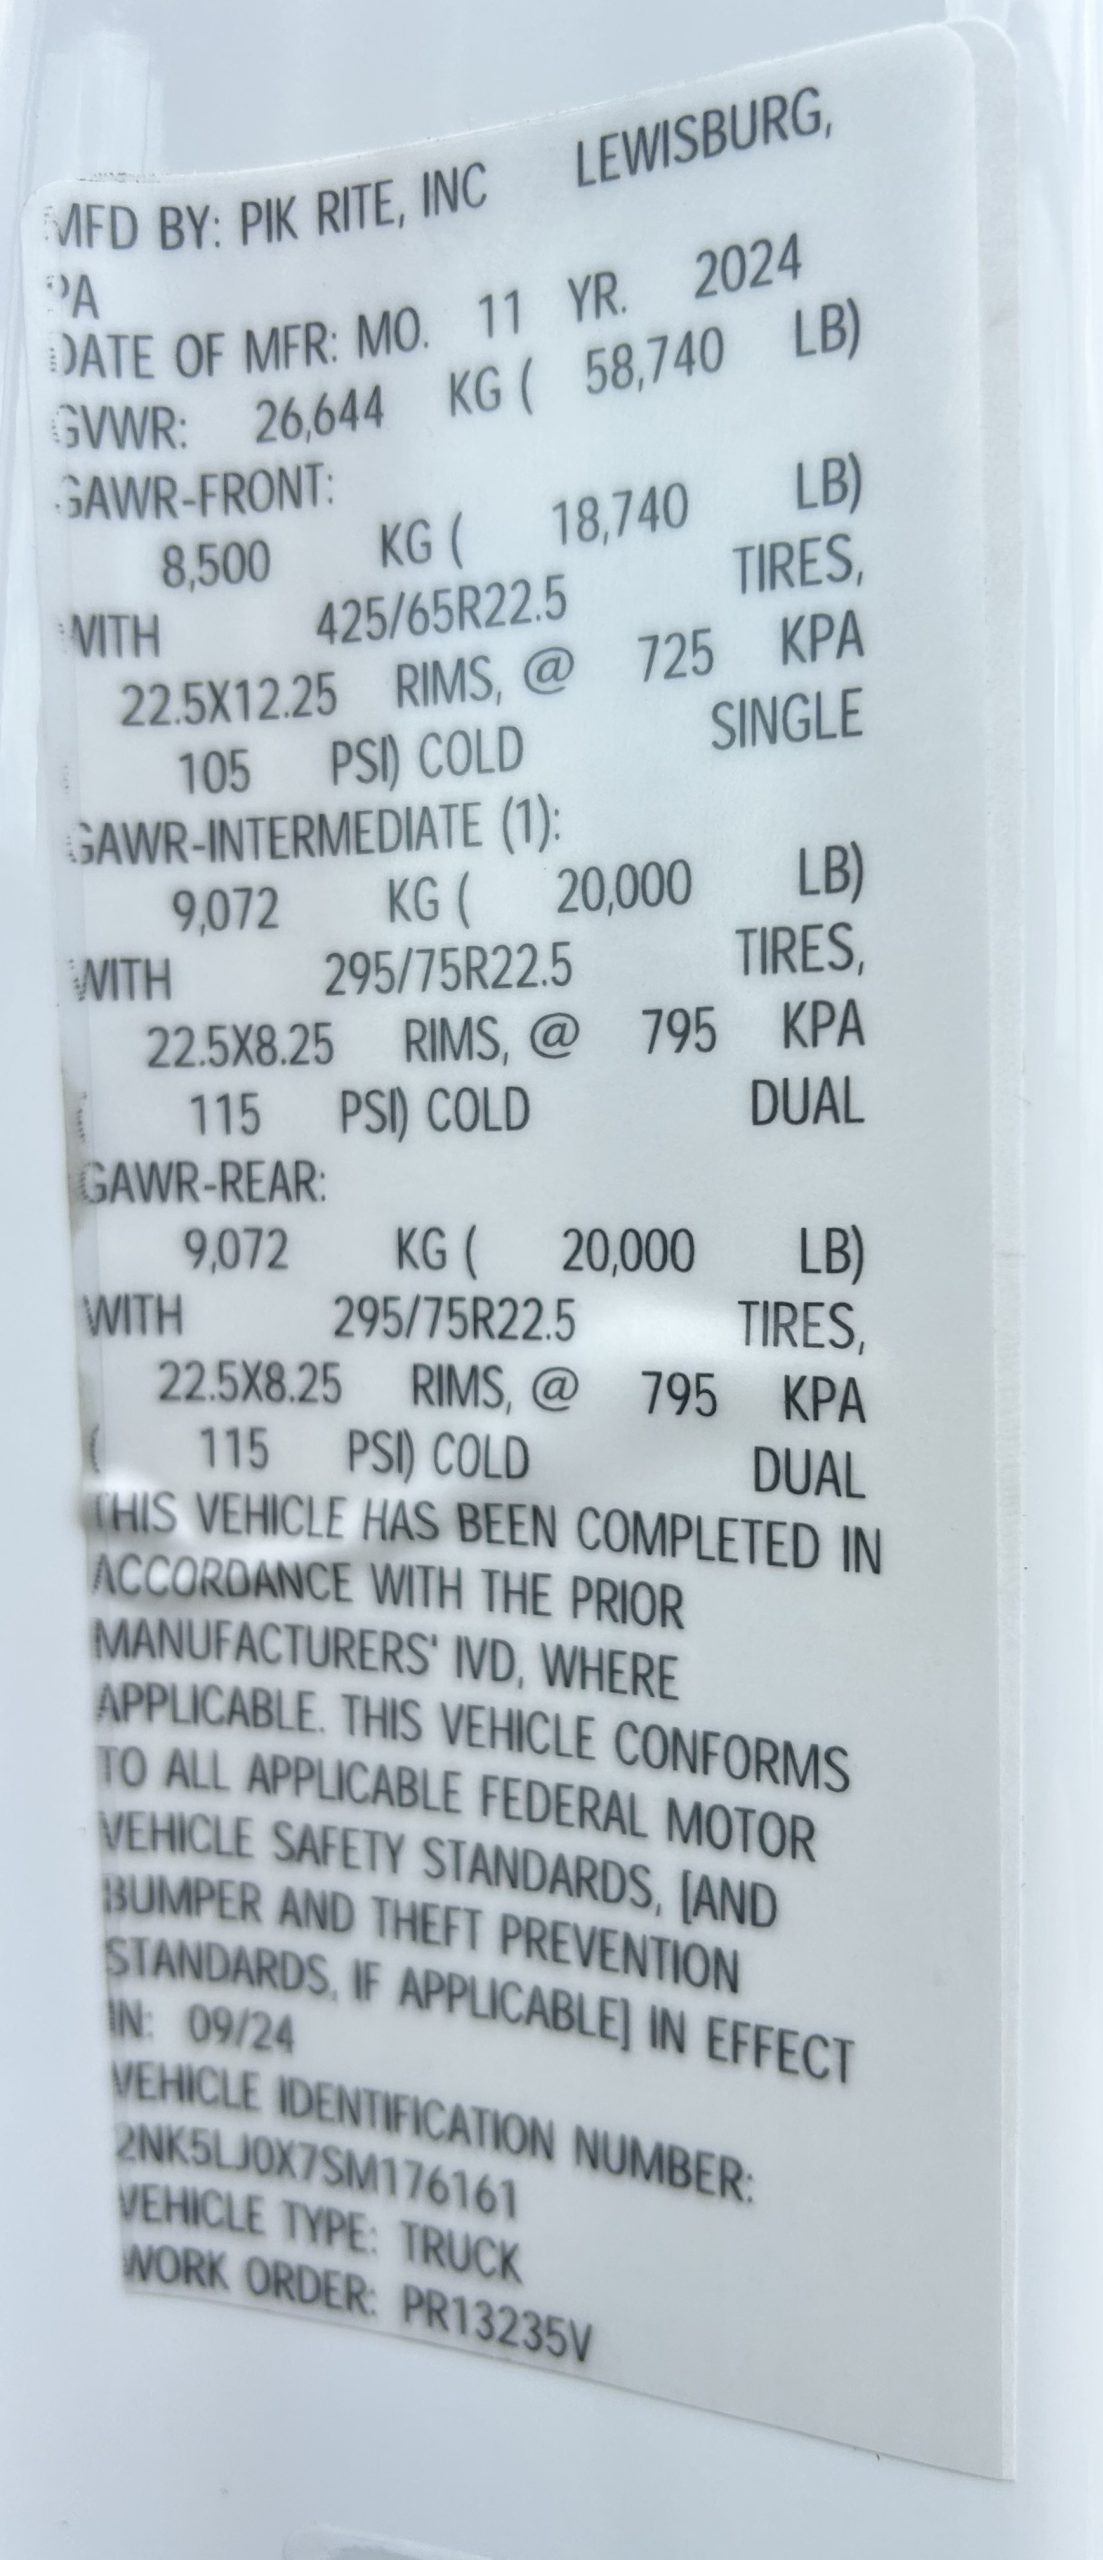 MFD BY: PIK RITE, INC LEWISBURG,
PA
DATE OF MFR: MO. 11 YR. 2024
GVWR: 26,644 KG ( 58,740 LB)
GAWR-FRONT:
8,500 KG ( 18,740 LB)
WITH 425/65R22.5 TIRES,
22.5X12.25 RIMS, @ 725 KPA
( 105 PSI) COLD SINGLE
GAWR-INTERMEDIATE (1):
9,072 KG ( 20,000 LB)
WITH 295/75R22.5 TIRES,
22.5X8.25 RIMS, @ 795 KPA
( 115 PSI) COLD DUAL
GAWR-REAR:
9,072 KG ( 20,000 LB)
WITH 295/75R22.5 TIRES,
22.5X8.25 RIMS, @ 795 KPA
( 115 PSI) COLD DUAL
THIS VEHICLE HAS BEEN COMPLETED IN
ACCORDANCE WITH THE PRIOR
MANUFACTURERS' IVD, WHERE
APPLICABLE. THIS VEHICLE CONFORMS
TO ALL APPLICABLE FEDERAL MOTOR
VEHICLE SAFETY STANDARDS, [AND
BUMPER AND THEFT PREVENTION
STANDARDS, IF APPLICABLE] IN EFFECT
IN: 09/24
VEHICLE IDENTIFICATION NUMBER:
2NK5LJ0X7SM176161
VEHICLE TYPE: TRUCK
WORK ORDER: PR13235V